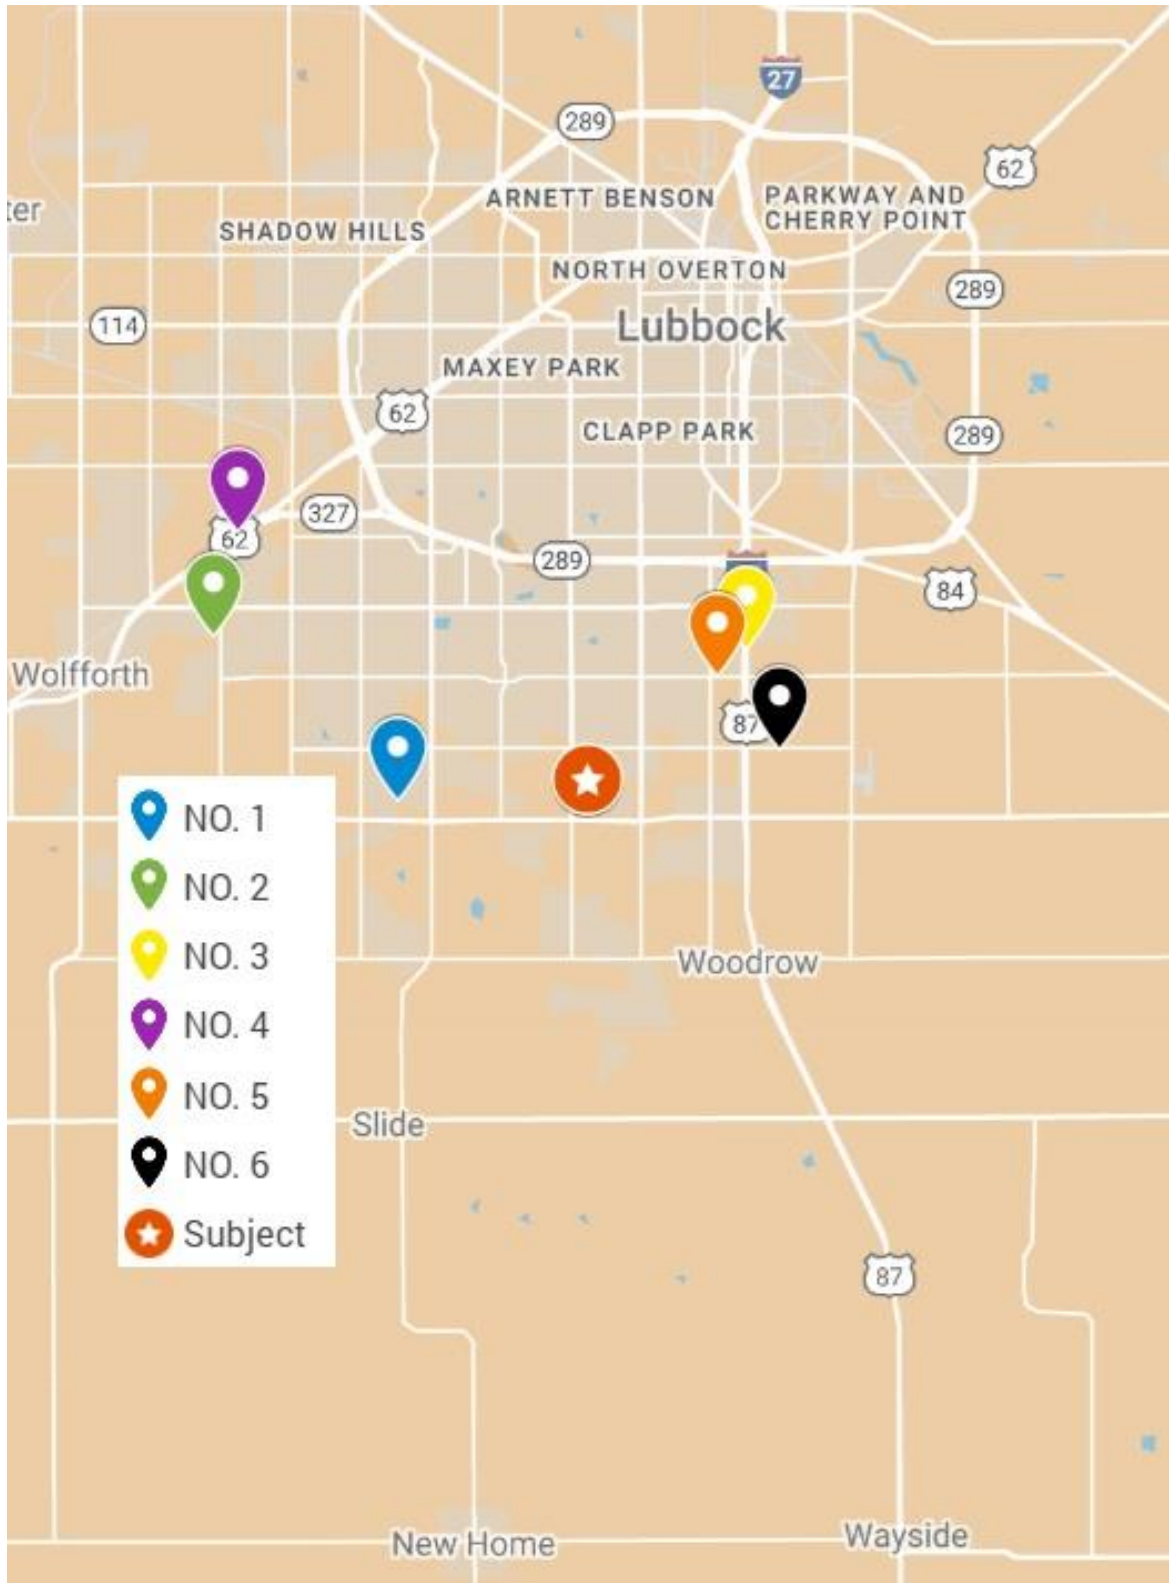 27
289
62
ter
SHADOW HILLS
ARNETT BENSON
PARKWAY AND
CHERRY POINT
NORTH OVERTON
289
114
Lubbock
MAXEY PARK
62
CLAPP PARK
289
327
62
289
84
Wolfforth
87
NO. 1
NO. 2
NO. 3
NO. 4
NO. 5
NO. 6
Subject
Woodrow
Slide
87
New Home
Wayside